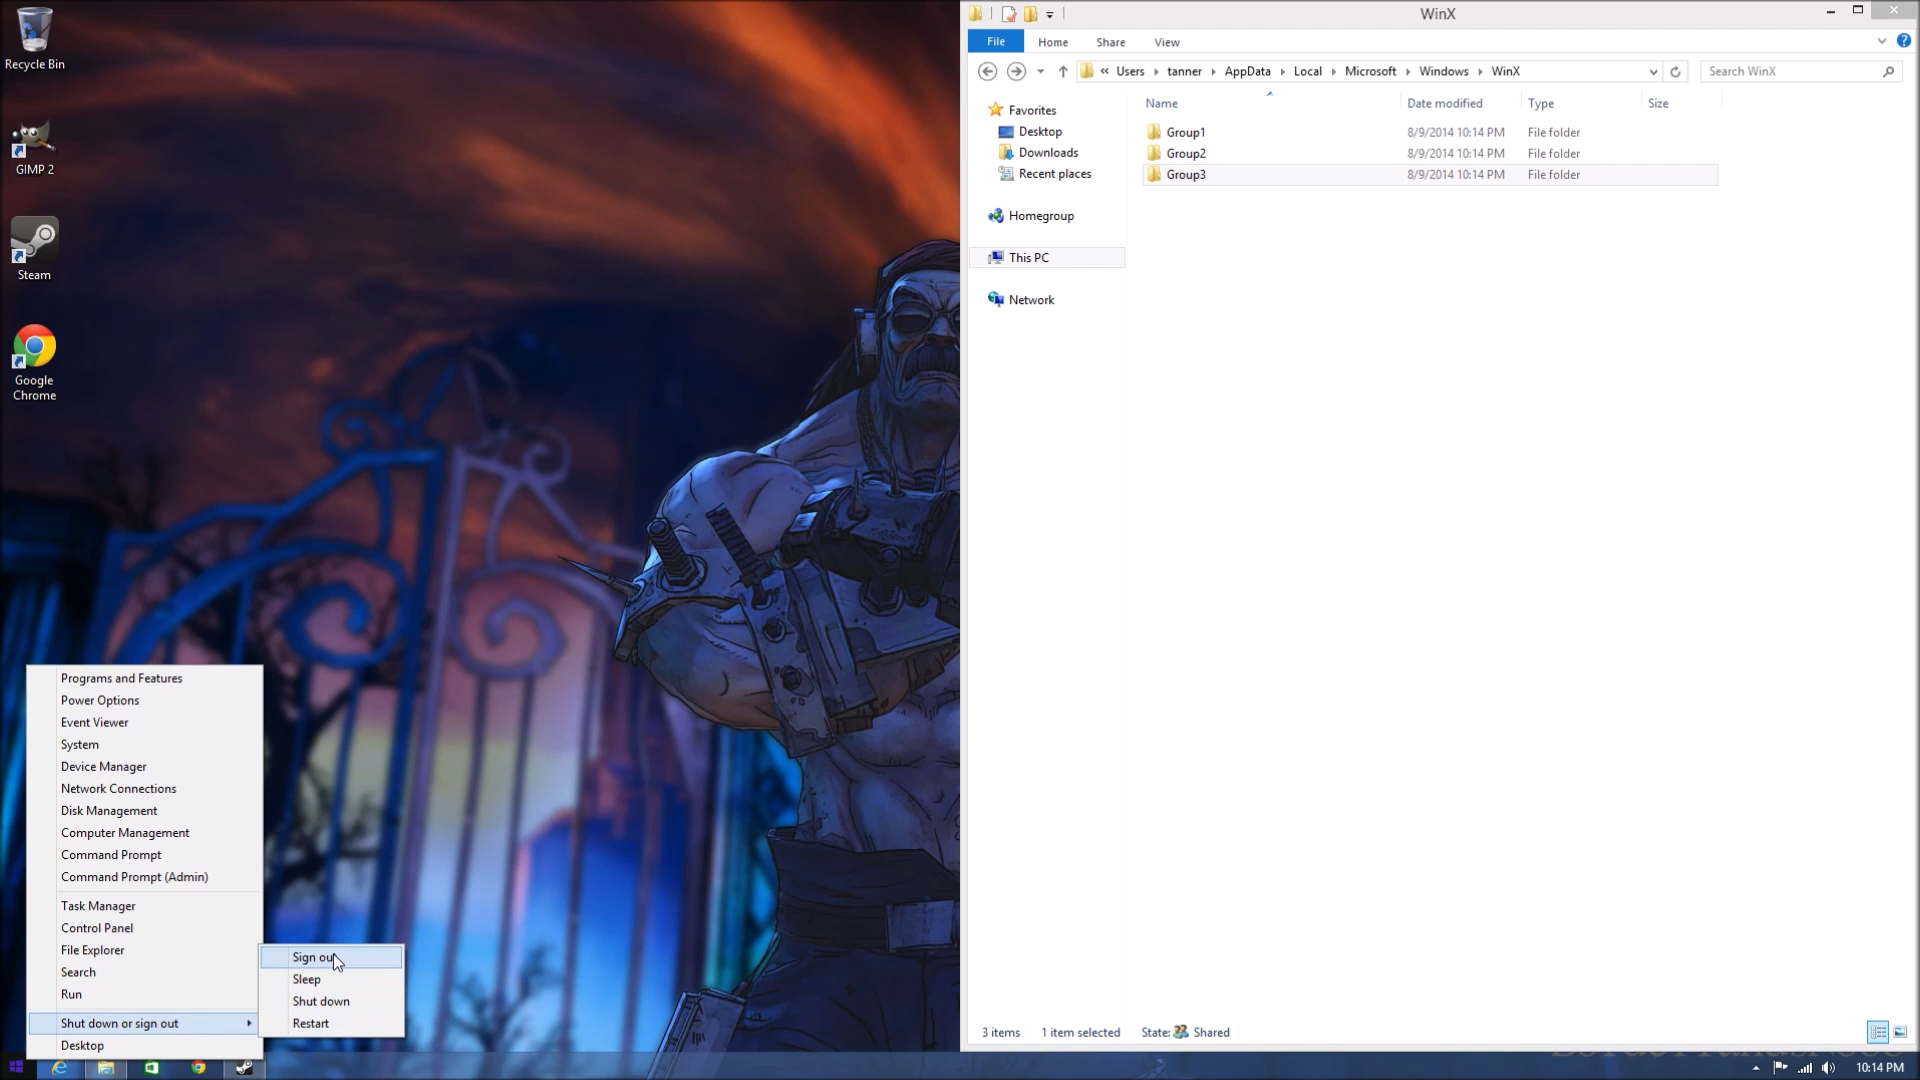 Recycle Bin
GIMP 2
Steam
Google
Chrome
WinX
File
Home
Share
View
« Users
tanner
AppData
Local
Microsoft
Windows
WinX
Search WinX
Name
Date modified
Type
Size
Favorites
Desktop
Downloads
Recent places
Homegroup
This PC
Network
Group1
8/9/2014 10:14 PM
File folder
Group2
8/9/2014 10:14 PM
File folder
Group3
8/9/2014 10:14 PM
File folder
3 items
1 item selected
State:
Shared
Programs and Features
Power Options
Event Viewer
System
Device Manager
Network Connections
Disk Management
Computer Management
Command Prompt
Command Prompt (Admin)
Task Manager
Control Panel
File Explorer
Search
Run
Shut down or sign out
Desktop
Sign out
Sleep
Shut down
Restart
10:14 PM